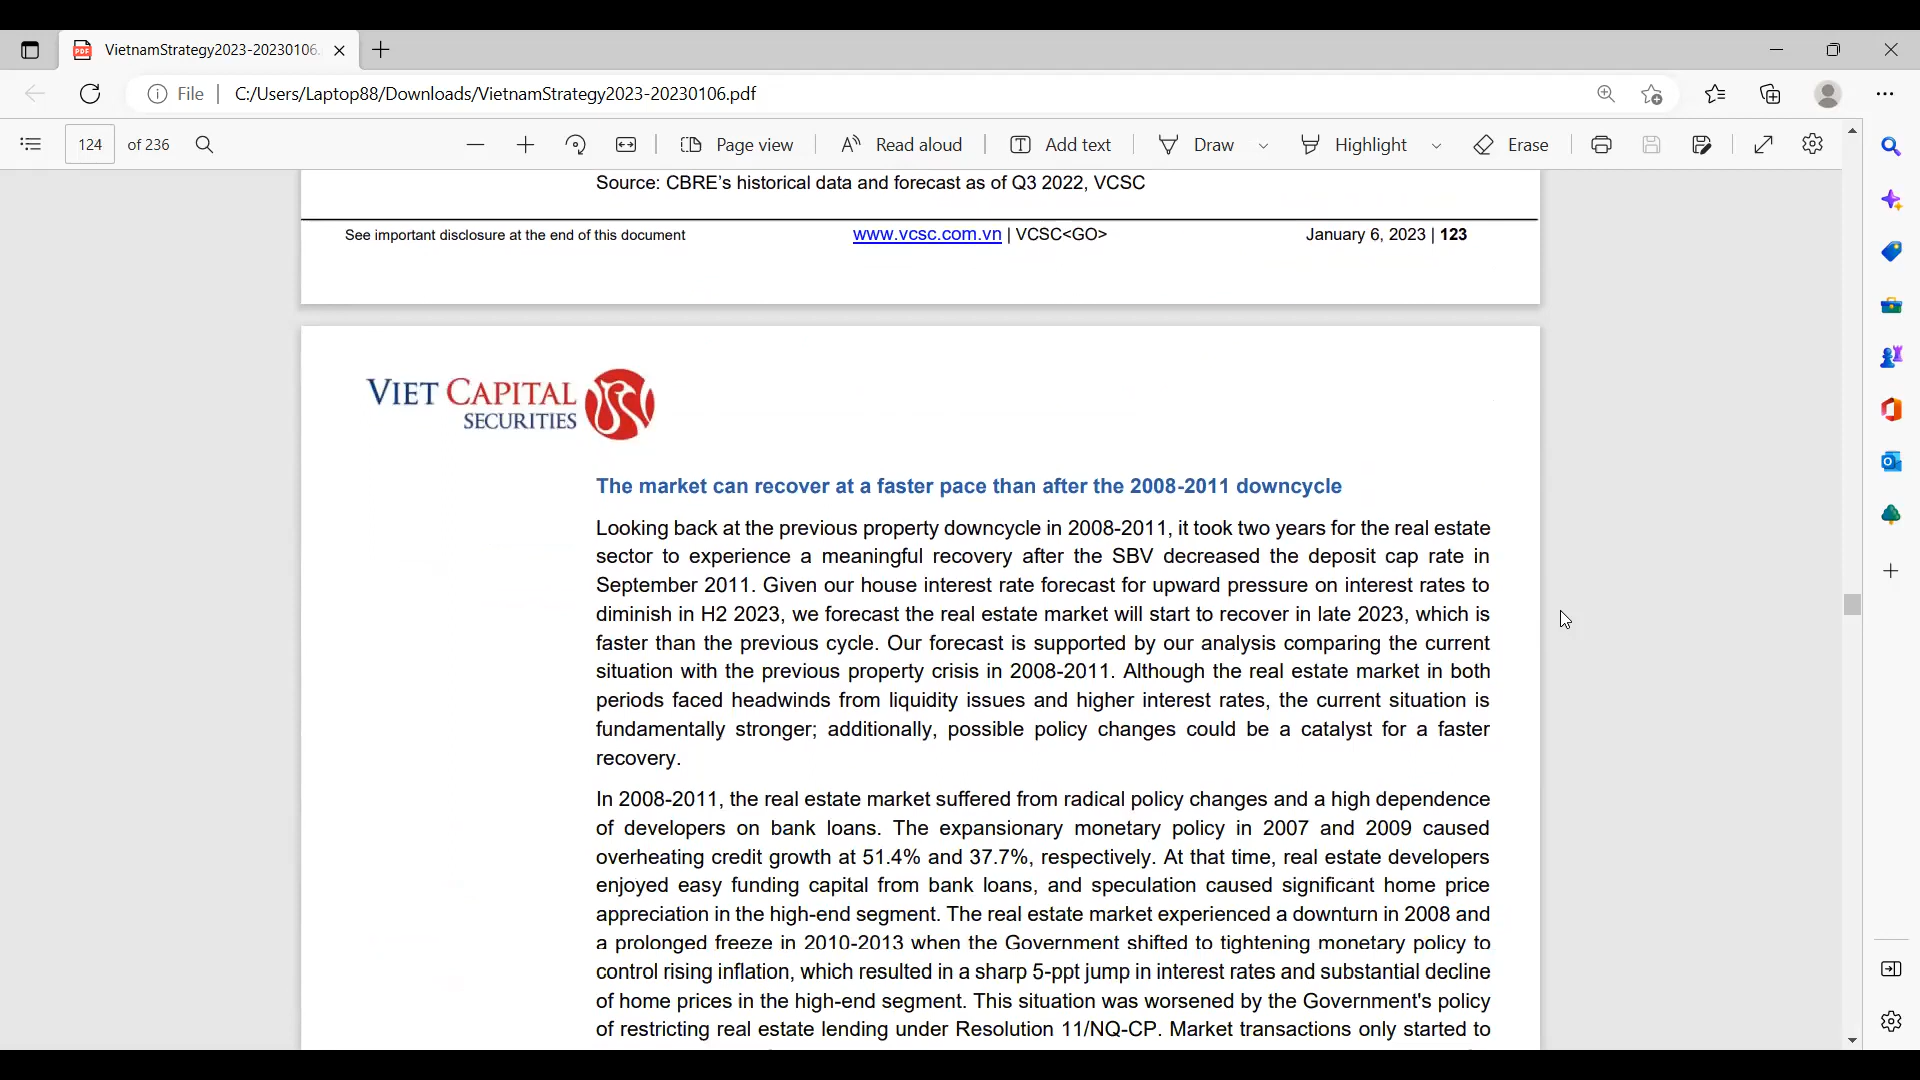 VietnamStrategy2023-20230106.
File
C:/Users/Laptop88/Downloads/VietnamStrategy2023-20230106.pdf
124 of 236
Page view
Read aloud
Add text
Draw
Highlight
Erase
Source: CBRE's historical data and forecast as of Q3 2022, VCSC
See important disclosure at the end of this document www.vcsc.com.vn | VCSC<GO> January 6, 2023 | 123
VIET CAPITAL
SECURITIES
The market can recover at a faster pace than after the 2008-2011 downcycle
Looking back at the previous property downcycle in 2008-2011, it took two years for the real estate
sector to experience a meaningful recovery after the SBV decreased the deposit cap rate in
September 2011. Given our house interest rate forecast for upward pressure on interest rates to
diminish in H2 2023, we forecast the real estate market will start to recover in late 2023, which is
faster than the previous cycle. Our forecast is supported by our analysis comparing the current
situation with the previous property crisis in 2008-2011. Although the real estate market in both
periods faced headwinds from liquidity issues and higher interest rates, the current situation is
fundamentally stronger; additionally, possible policy changes could be a catalyst for a faster
recovery.
In 2008-2011, the real estate market suffered from radical policy changes and a high dependence
of developers on bank loans. The expansionary monetary policy in 2007 and 2009 caused
overheating credit growth at 51.4% and 37.7%, respectively. At that time, real estate developers
enjoyed easy funding capital from bank loans, and speculation caused significant home price
appreciation in the high-end segment. The real estate market experienced a downturn in 2008 and
a prolonged freeze in 2010-2013 when the Government shifted to tightening monetary policy to
control rising inflation, which resulted in a sharp 5-ppt jump in interest rates and substantial decline
of home prices in the high-end segment. This situation was worsened by the Government's policy
of restricting real estate lending under Resolution 11/NQ-CP. Market transactions only started to